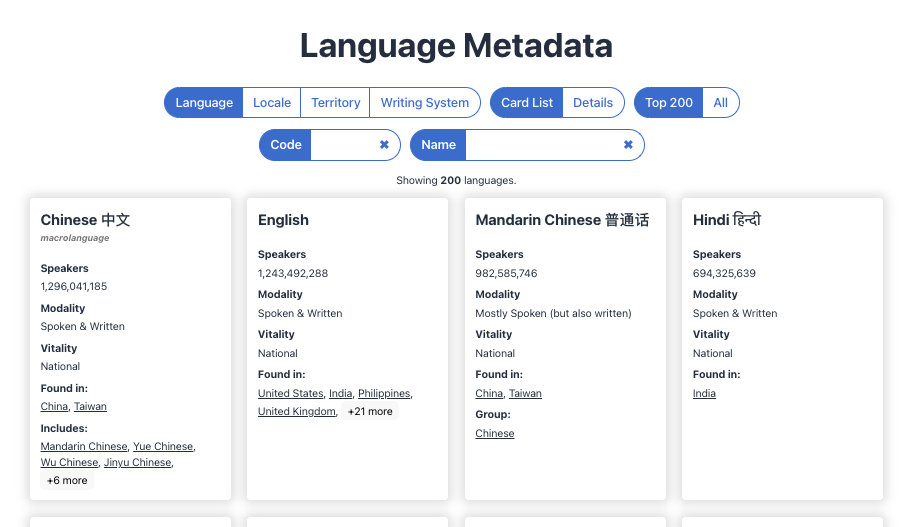 Language Metadata
Language Locale Territory Writing System Card List Details Top 200 All
Code ✖ Name ✖
Showing 200 languages.
Chinese 中文
macrolanguage
Speakers
1,296,041,185
Modality
Spoken & Written
Vitality
National
Found in:
China, Taiwan
Includes:
Mandarin Chinese, Yue Chinese,
Wu Chinese, Jinyu Chinese,
+6 more
English
Speakers
1,243,492,288
Modality
Spoken & Written
Vitality
National
Found in:
United States, India, Philippines,
United Kingdom, +21 more
Mandarin Chinese 普通话
Speakers
982,585,746
Modality
Mostly Spoken (but also written)
Vitality
National
Found in:
China, Taiwan
Group:
Chinese
Hindi हिन्दी
Speakers
694,325,639
Modality
Spoken & Written
Vitality
National
Found in:
India